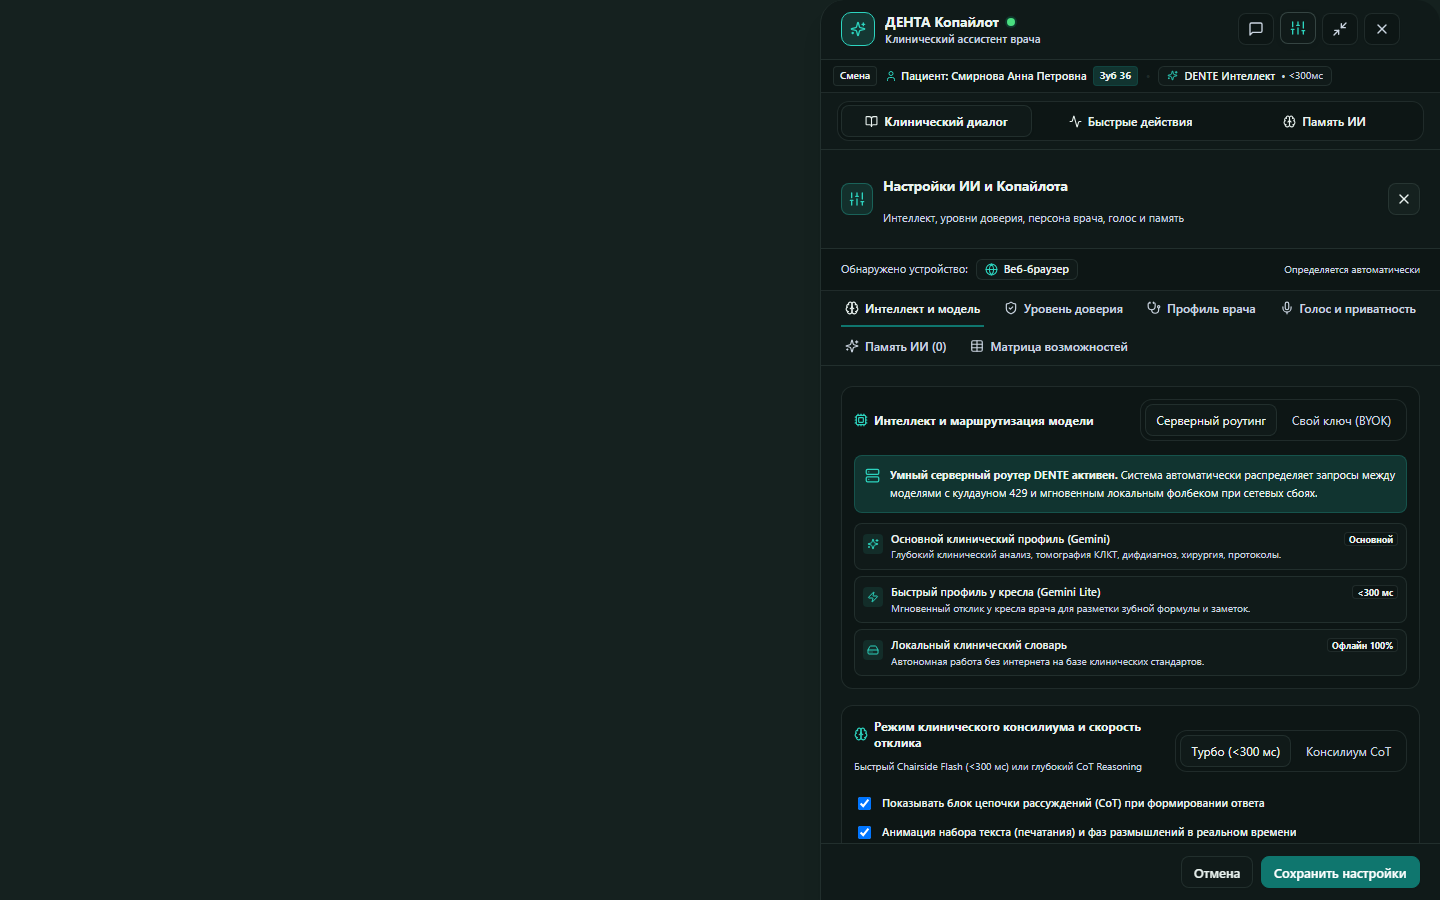 ДЕНТА Копайлот
Клинический ассистент врача
Смена Пациент: Смирнова Анна Петровна Зуб 36 DENTE Интеллект • <300мс
Клинический диалог Быстрые действия Память ИИ
Настройки ИИ и Копайлота
Интеллект, уровни доверия, персона врача, голос и память
Обнаружено устройство: Веб-браузер Определяется автоматически
Интеллект и модель Уровень доверия Профиль врача Голос и приватность
Память ИИ (0) Матрица возможностей
Интеллект и маршрутизация модели Серверный роутинг Свой ключ (BYOK)
Умный серверный роутер DENTE активен. Система автоматически распределяет запросы между
моделями с кулдауном 429 и мгновенным локальным фолбеком при сетевых сбоях.
Основной клинический профиль (Gemini) Основной
Глубокий клинический анализ, томография КЛКТ, дифдиагноз, хирургия, протоколы.
Быстрый профиль у кресла (Gemini Lite) <300 мс
Мгновенный отклик у кресла врача для разметки зубной формулы и заметок.
Локальный клинический словарь Офлайн 100%
Автономная работа без интернета на базе клинических стандартов.
Режим клинического консилиума и скорость
отклика
Турбо (<300 мс) Консилиум CoT
Быстрый Chairside Flash (<300 мс) или глубокий CoT Reasoning
Показывать блок цепочки рассуждений (CoT) при формировании ответа
Анимация набора текста (печатания) и фаз размышлений в реальном времени
Отмена Сохранить настройки